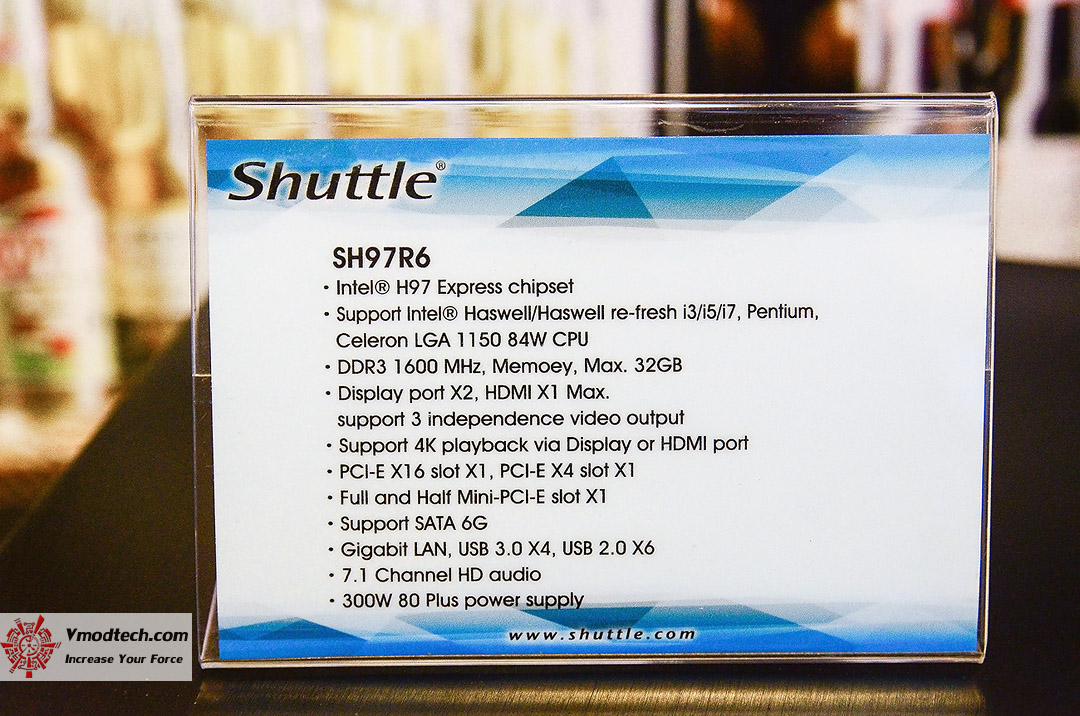 Shuttle®
SH97R6
• Intel® H97 Express chipset
• Support Intel® Haswell/Haswell re-fresh i3/i5/i7, Pentium,
Celeron LGA 1150 84W CPU
• DDR3 1600 MHz, Memoey, Max. 32GB
• Display port X2, HDMI X1 Max.
support 3 independence video output
• Support 4K playback via Display or HDMI port
• PCI-E X16 slot X1, PCI-E X4 slot X1
• Full and Half Mini-PCI-E slot X1
• Support SATA 6G
• Gigabit LAN, USB 3.0 X4, USB 2.0 X6
• 7.1 Channel HD audio
• 300W 80 Plus power supply
www.shuttle.com
Vmodtech.com
Increase Your Force